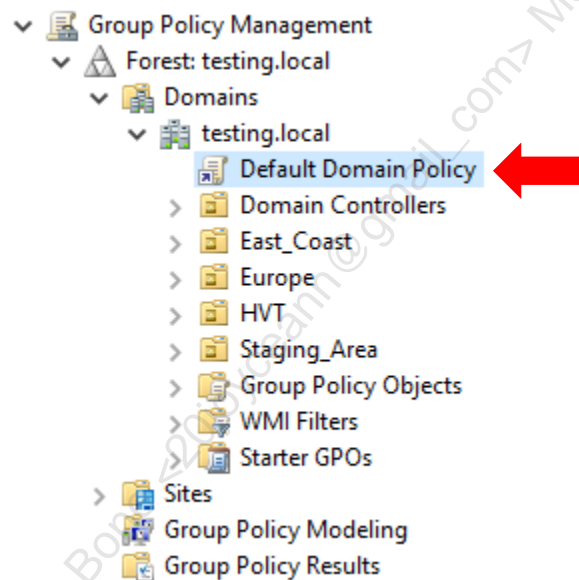 Group Policy Management
Forest: testing.local
Domains
testing.local
Default Domain Policy
Domain Controllers
East_Coast
Europe
HVT
Staging_Area
Group Policy Objects
WMI Filters
Starter GPOs
Sites
Group Policy Modeling
Group Policy Results